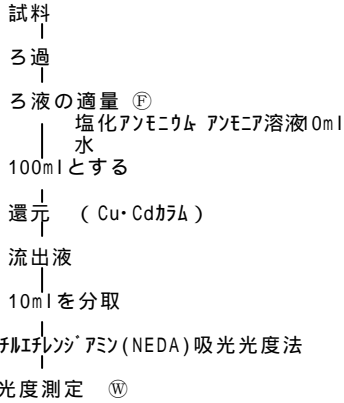 試料
ろ過
ろ液の適量 Ⓕ
塩化アンモニウム アンモニア溶液10ml
水
100mlとする
還元 (Cu・Cdカラム)
流出液
10mlを分取
チルエチレンジアミン(NEDA)吸光光度法
光度測定 Ⓦ